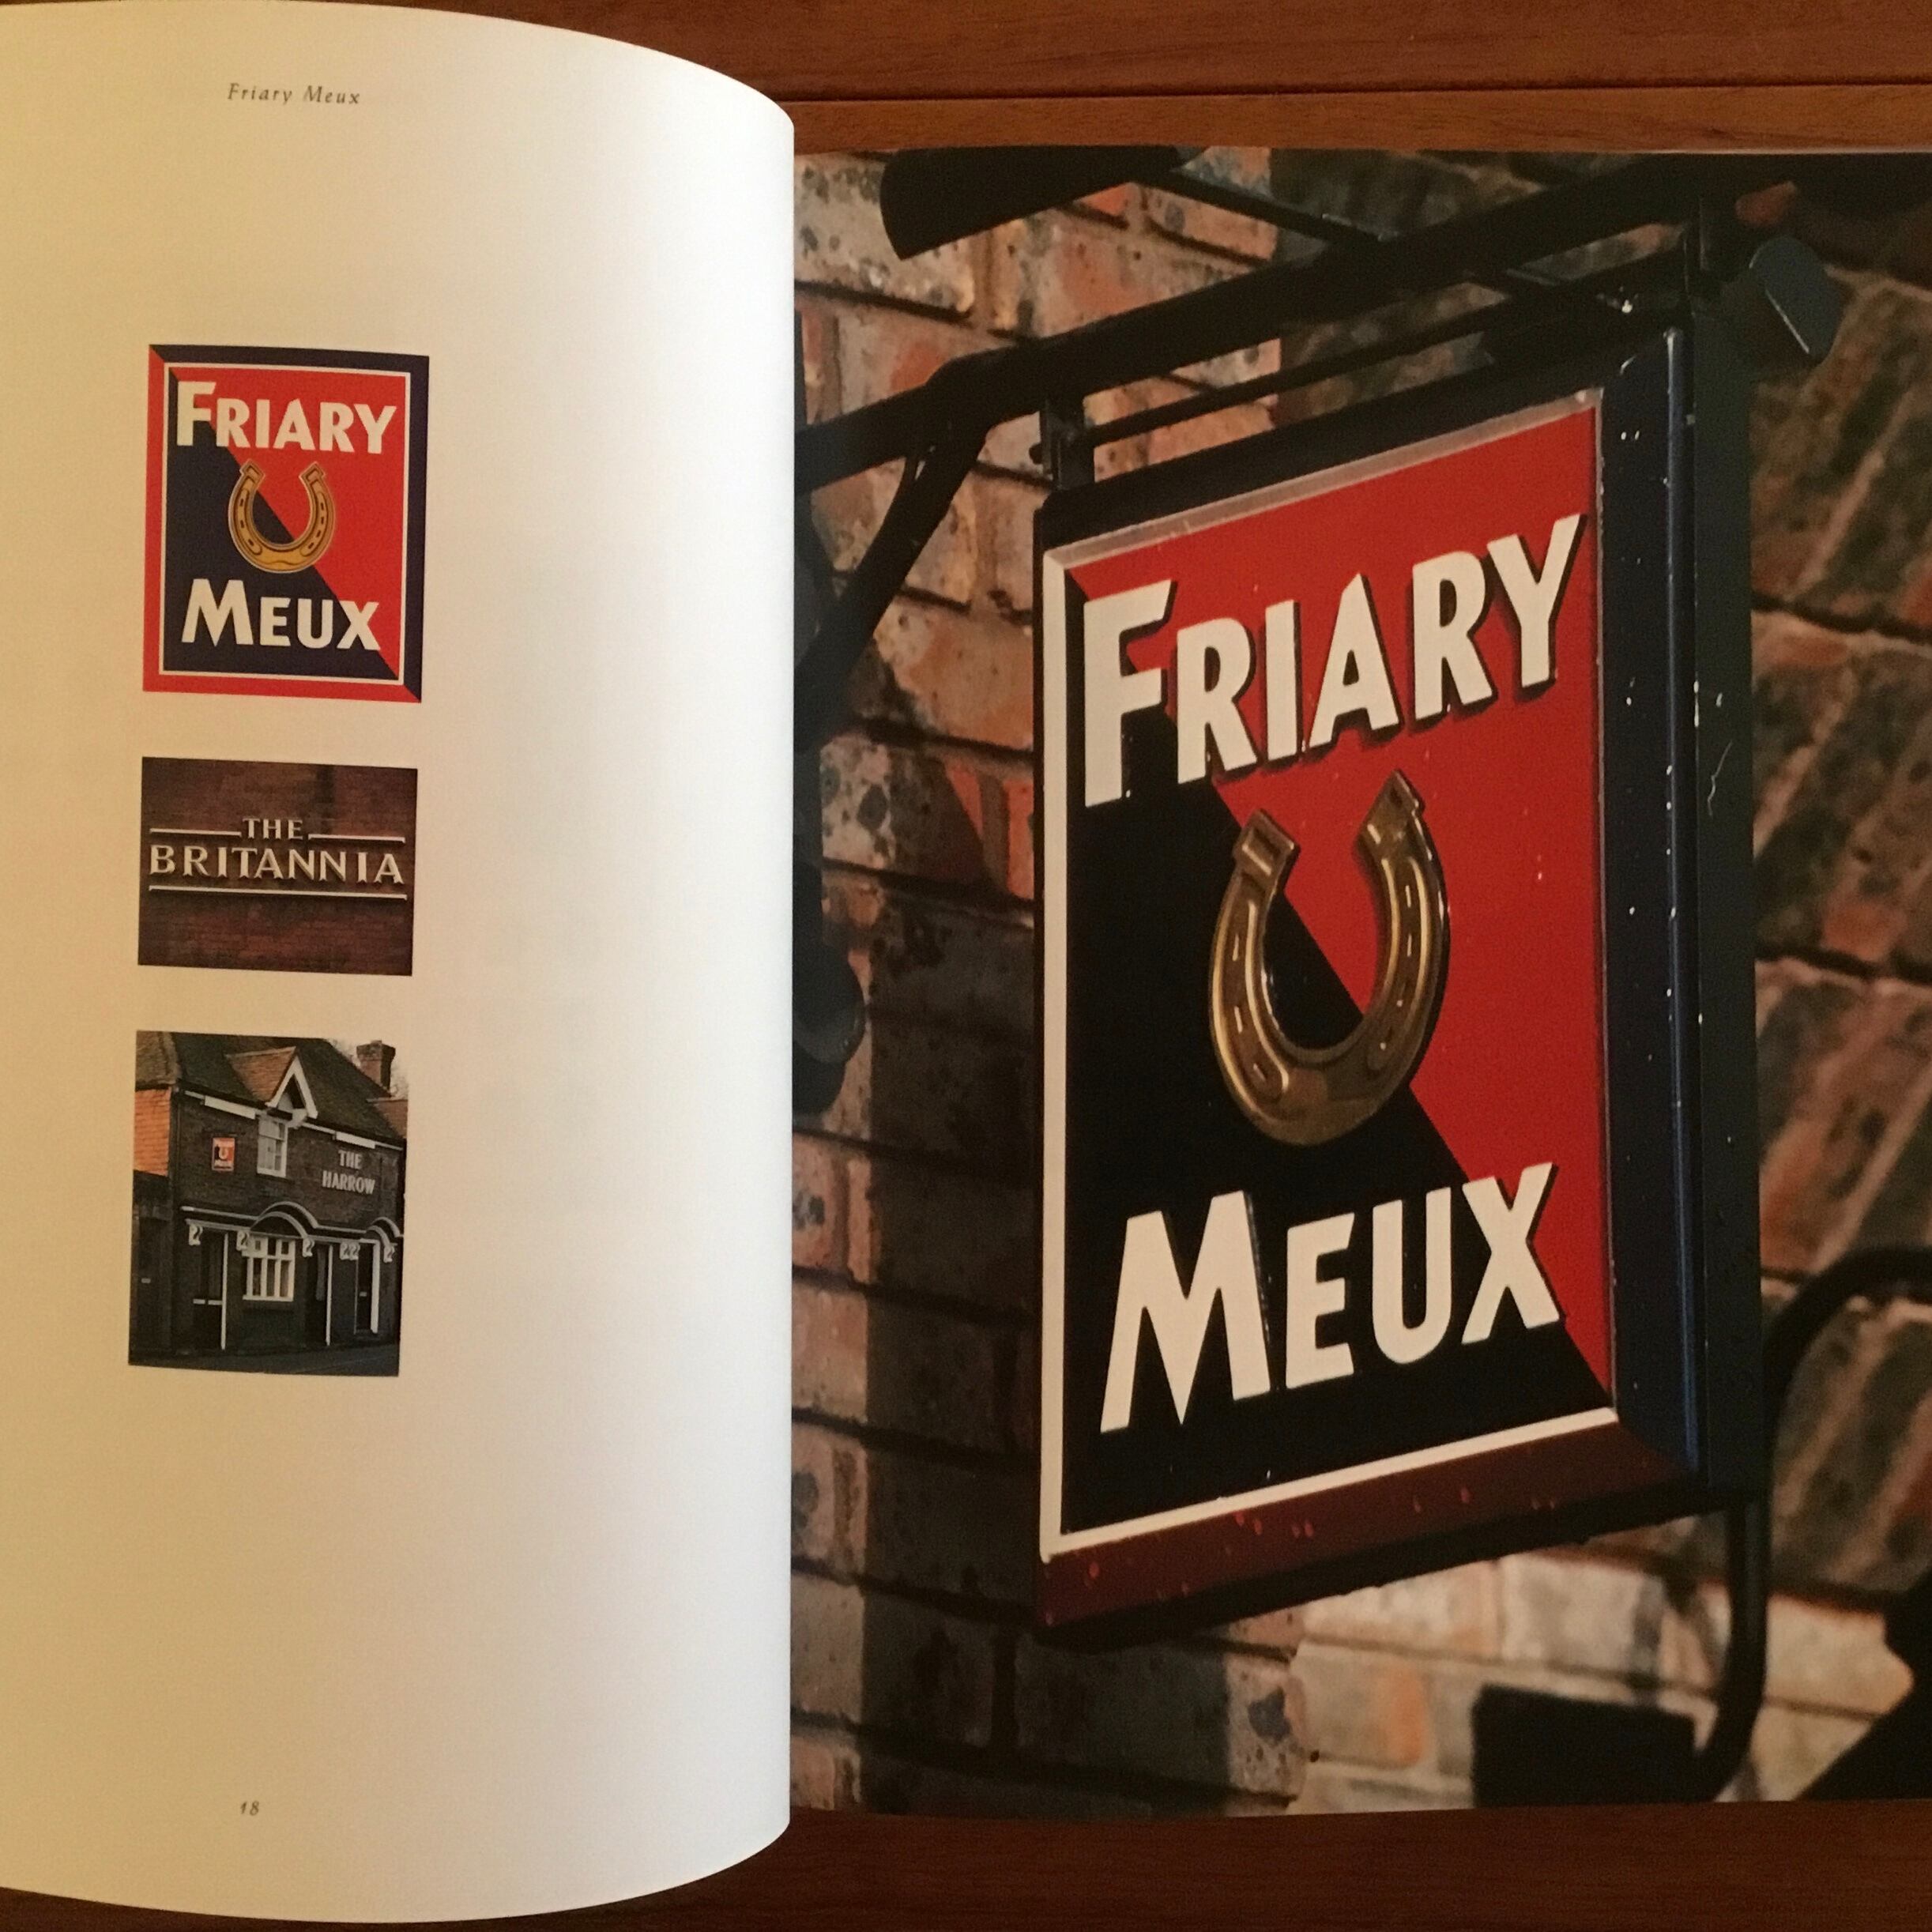 Friary Meux
FRIARY
MEUX
THE
BRITANNIA
THE
HARROW
18
FRIARY
MEUX